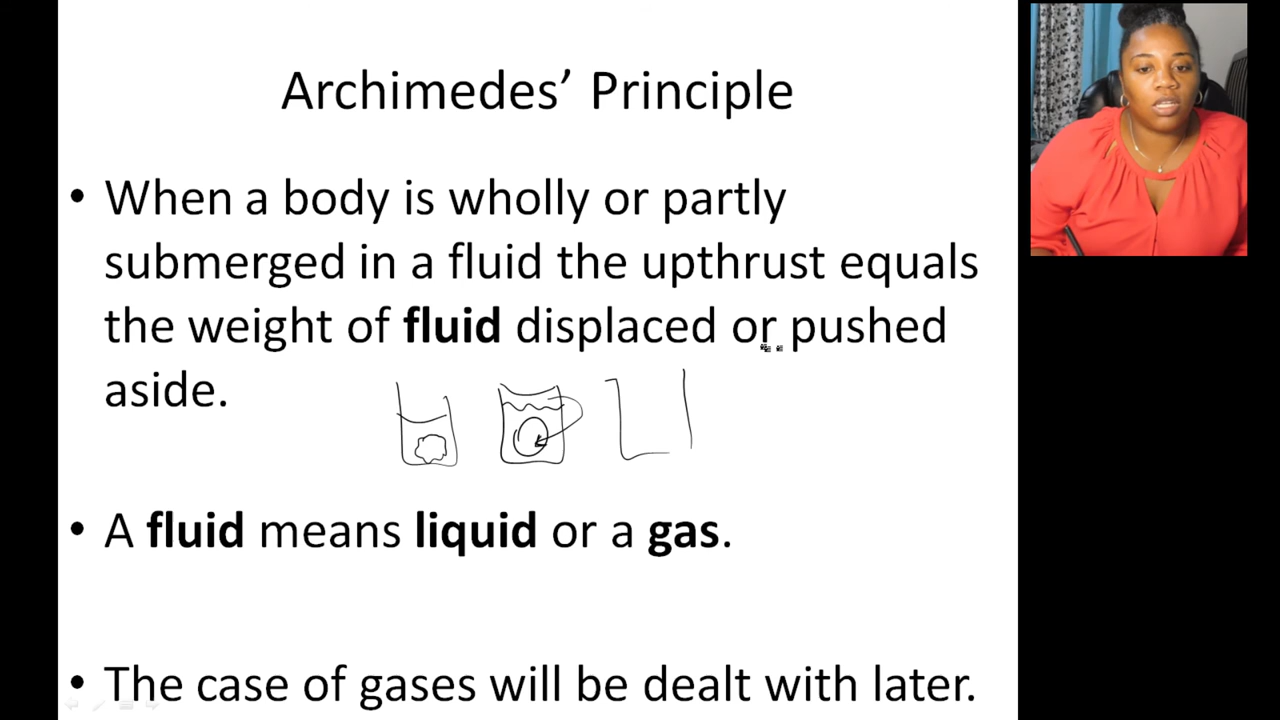 Archimedes’ Principle
• When a body is wholly or partly
submerged in a fluid the upthrust equals
the weight of fluid displaced or pushed
aside.
• A fluid means liquid or a gas.
• The case of gases will be dealt with later.